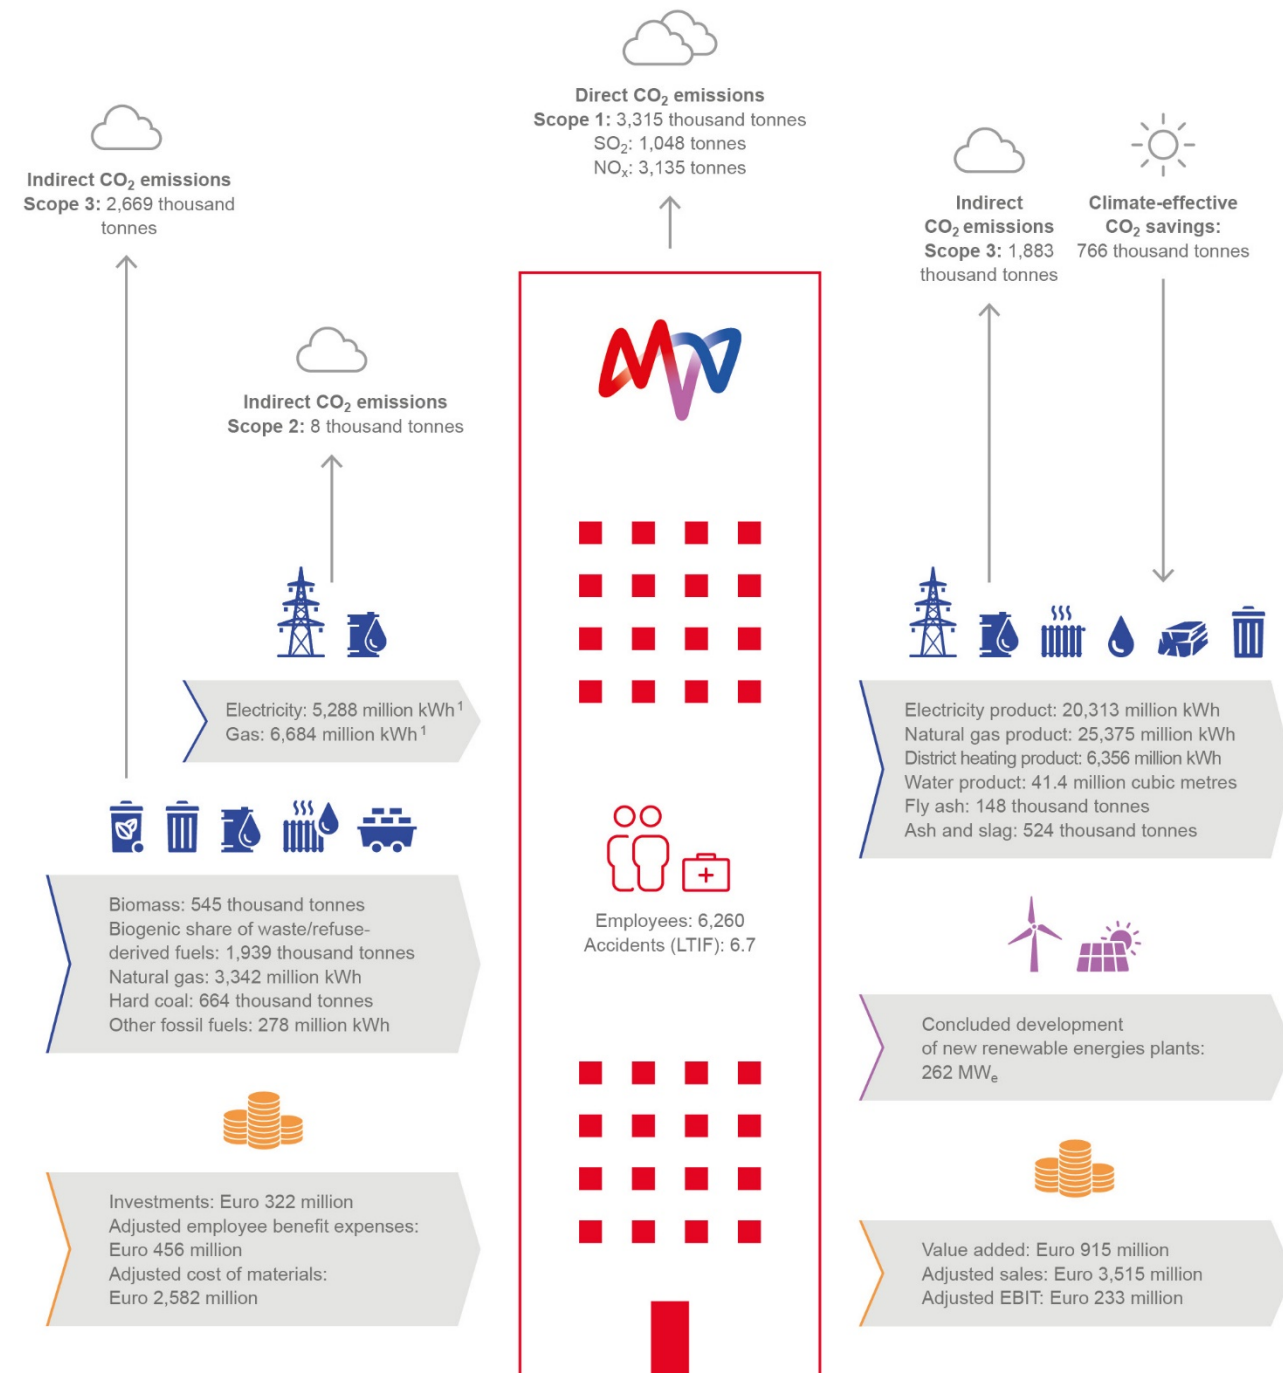 Direct CO₂ emissions
Scope 1: 3,315 thousand tonnes
SO₂: 1,048 tonnes
NOₓ: 3,135 tonnes
Indirect CO₂ emissions
Scope 3: 2,669 thousand
tonnes
Indirect
CO₂ emissions
Scope 3: 1,883
thousand tonnes
Climate-effective
CO₂ savings:
766 thousand tonnes
MVV
Indirect CO₂ emissions
Scope 2: 8 thousand tonnes
Electricity: 5,288 million kWh¹
Gas: 6,684 million kWh¹
Electricity product: 20,313 million kWh
Natural gas product: 25,375 million kWh
District heating product: 6,356 million kWh
Water product: 41.4 million cubic metres
Fly ash: 148 thousand tonnes
Ash and slag: 524 thousand tonnes
Biomass: 545 thousand tonnes
Biogenic share of waste/refuse-
derived fuels: 1,939 thousand tonnes
Natural gas: 3,342 million kWh
Hard coal: 664 thousand tonnes
Other fossil fuels: 278 million kWh
Employees: 6,260
Accidents (LTIF): 6.7
Concluded development
of new renewable energies plants:
262 MWₑ
Investments: Euro 322 million
Adjusted employee benefit expenses:
Euro 456 million
Adjusted cost of materials:
Euro 2,582 million
Value added: Euro 915 million
Adjusted sales: Euro 3,515 million
Adjusted EBIT: Euro 233 million